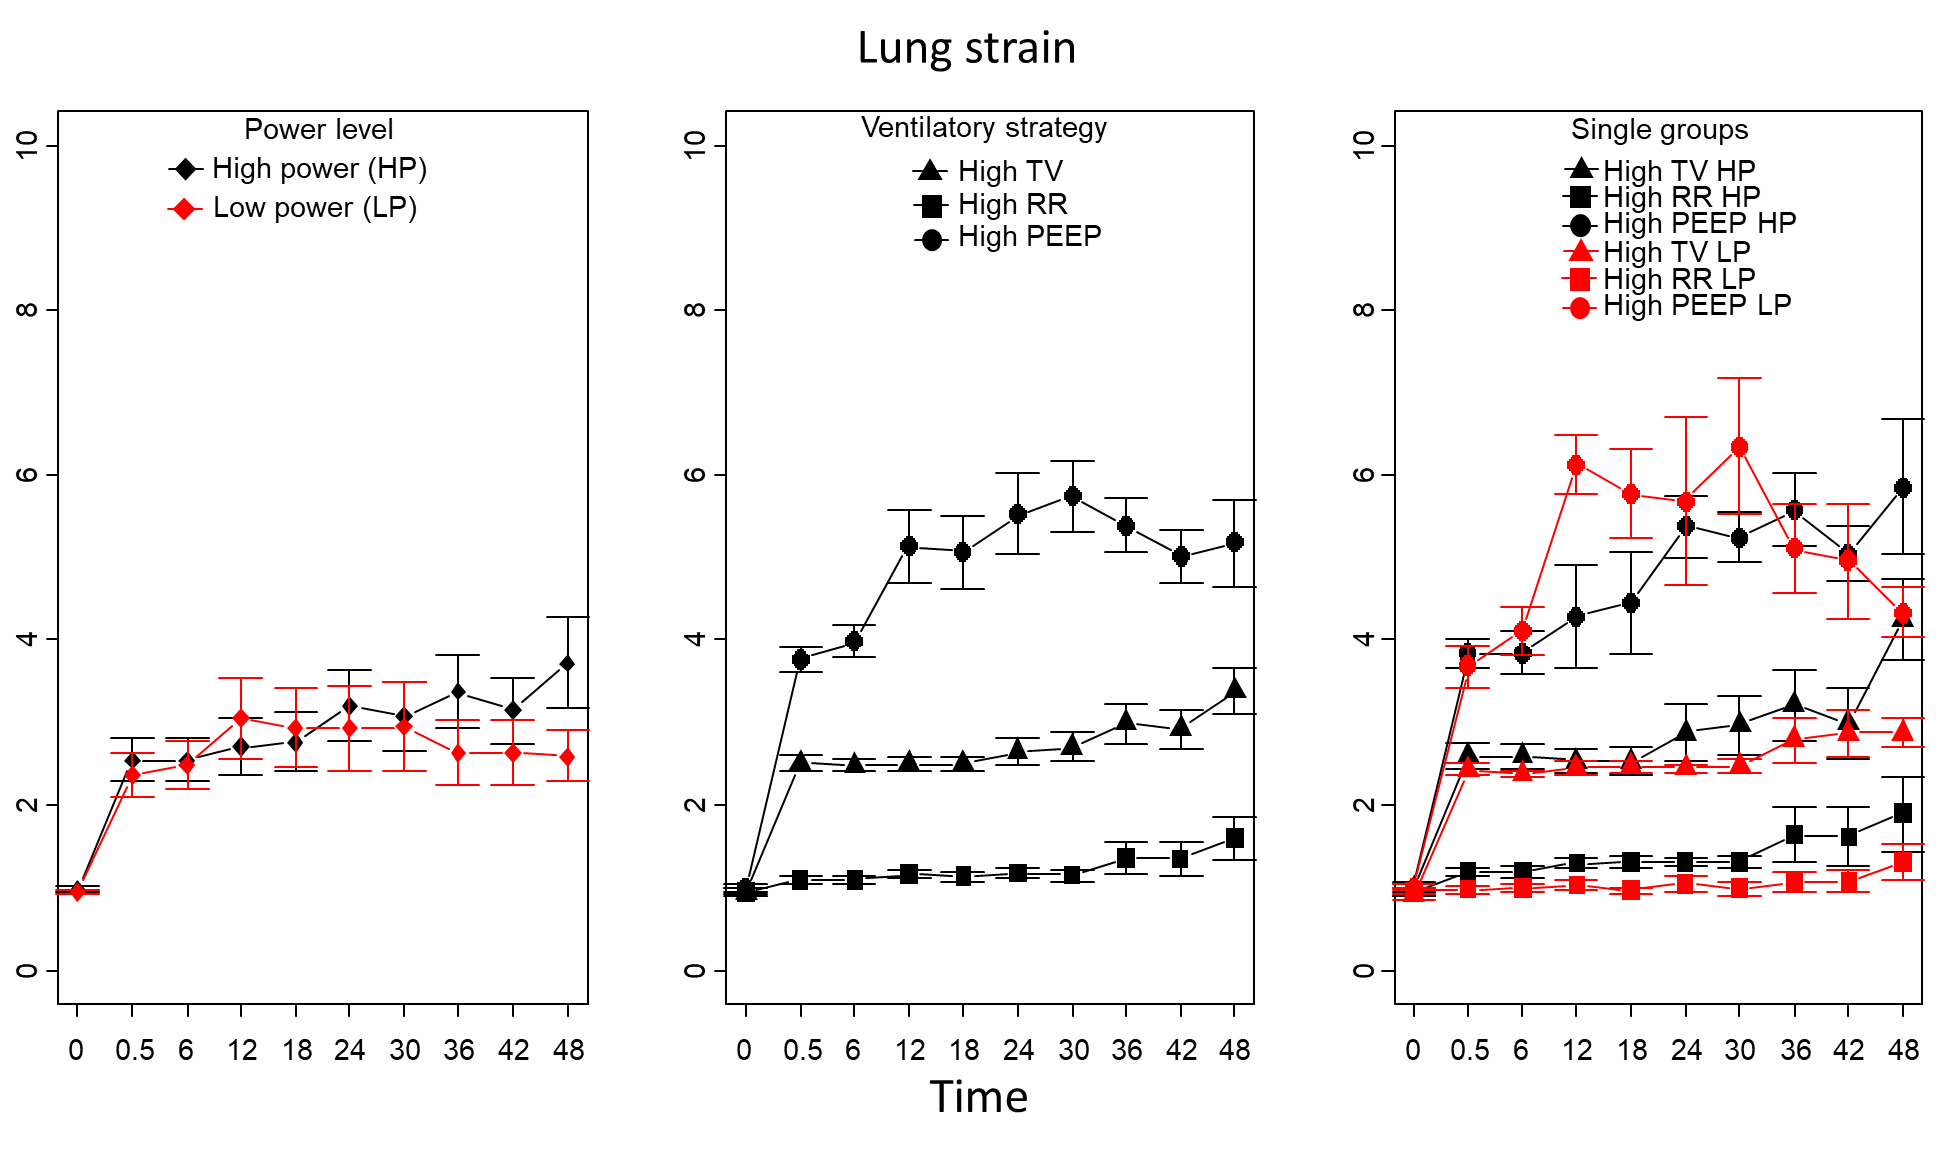 Lung strain
Power level
High power (HP)
Low power (LP)
10
8
6
4
2
0
0 0.5 6 12 18 24 30 36 42 48
Ventilatory strategy
High TV
High RR
High PEEP
10
8
6
4
2
0
0 0.5 6 12 18 24 30 36 42 48
Single groups
High TV HP
High RR HP
High PEEP HP
High TV LP
High RR LP
High PEEP LP
10
8
6
4
2
0
0 0.5 6 12 18 24 30 36 42 48
Time